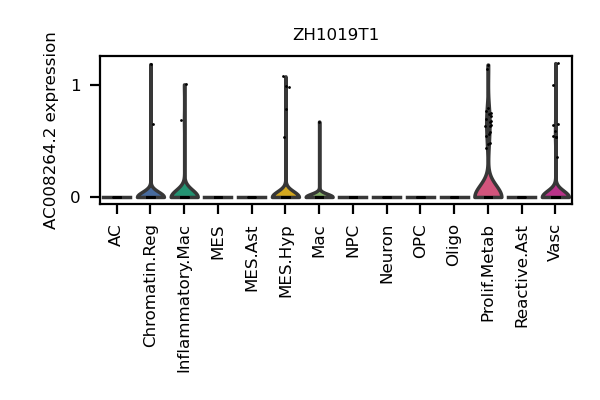 ZH1019T1
AC008264.2 expression
1
0
AC
Chromatin.Reg
Inflammatory.Mac
MES
MES.Ast
MES.Hyp
Mac
NPC
Neuron
OPC
Oligo
Prolif.Metab
Reactive.Ast
Vasc